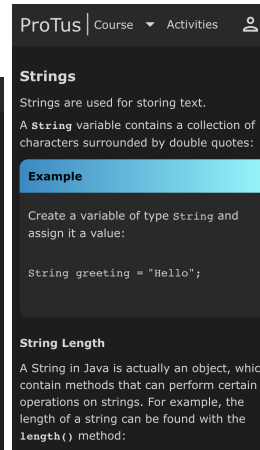 ProTus Course Activities
Strings
Strings are used for storing text.
A String variable contains a collection of
characters surrounded by double quotes:
Example
Create a variable of type String and
assign it a value:
String greeting = "Hello";
String Length
A String in Java is actually an object, whic
contain methods that can perform certain
operations on strings. For example, the
length of a string can be found with the
length() method: